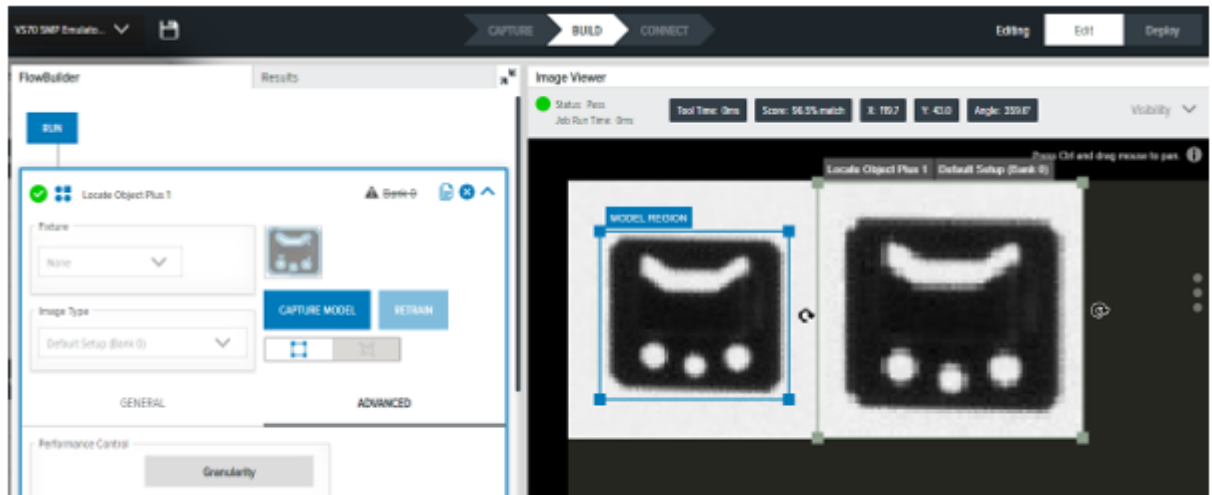 VS70 SMP Emulato...
CAPTURE
BUILD
CONNECT
Editing
Edit
Deploy
FlowBuilder
Results
RUN
Locate Object Plus 1
Bank 0
Fixture
None
CAPTURE MODEL
RETRAIN
Image Type
Default Setup (Bank 0)
GENERAL
ADVANCED
Performance Control
Granularity
Image Viewer
Status: Pass
Job Run Time: 0ms
Tool Time: 0ms
Score: 96.5% match
X: 119.7
Y: 43.0
Angle: 359.6°
Visibility
Press Ctrl and drag mouse to pan.
Locate Object Plus 1
Default Setup (Bank 0)
MODEL REGION